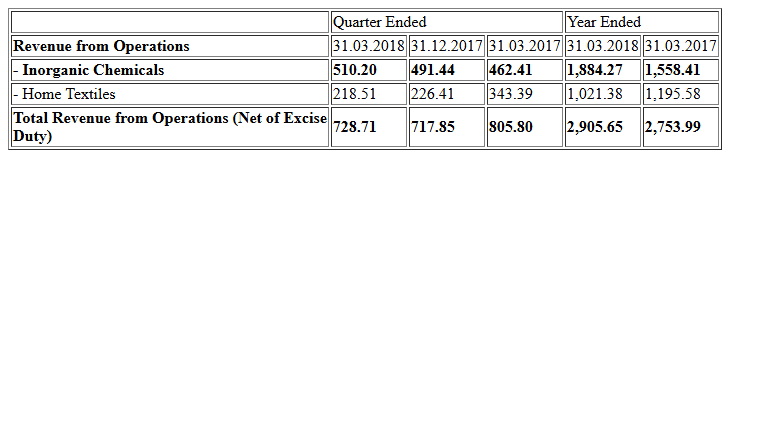 Quarter Ended Year Ended
Revenue from Operations 31.03.2018 31.12.2017 31.03.2017 31.03.2018 31.03.2017
- Inorganic Chemicals 510.20 491.44 462.41 1,884.27 1,558.41
- Home Textiles 218.51 226.41 343.39 1,021.38 1,195.58
Total Revenue from Operations (Net of Excise
Duty) 728.71 717.85 805.80 2,905.65 2,753.99